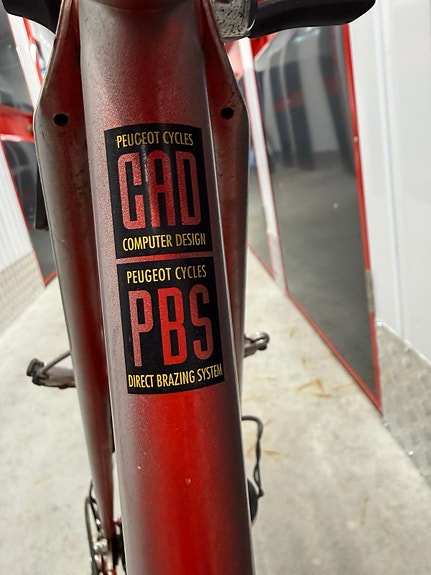 PEUGEOT CYCLES
CAD
COMPUTER DESIGN
PEUGEOT CYCLES
PBS
DIRECT BRAZING SYSTEM